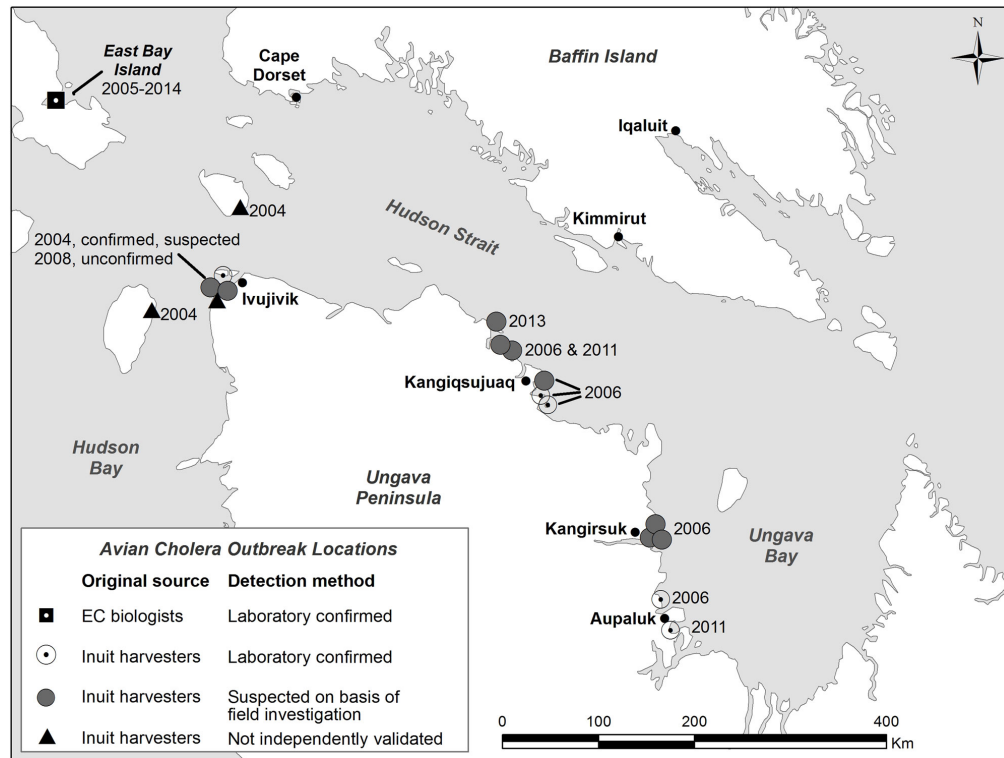 N
East Bay
Island
2005-2014
Cape
Dorset
Baffin Island
Iqaluit
Kimmirut
Hudson Strait
2004
2004, confirmed, suspected
2008, unconfirmed
Ivujivik
2004
2013
2006 & 2011
Kangiqsujuaq
2006
Hudson
Bay
Ungava
Peninsula
Kangirsuk
2006
Ungava
Bay
2006
Aupaluk
2011
Avian Cholera Outbreak Locations
Original source Detection method
EC biologists Laboratory confirmed
Inuit harvesters Laboratory confirmed
Inuit harvesters Suspected on basis of
field investigation
Inuit harvesters Not independently validated
0 100 200 400
Km